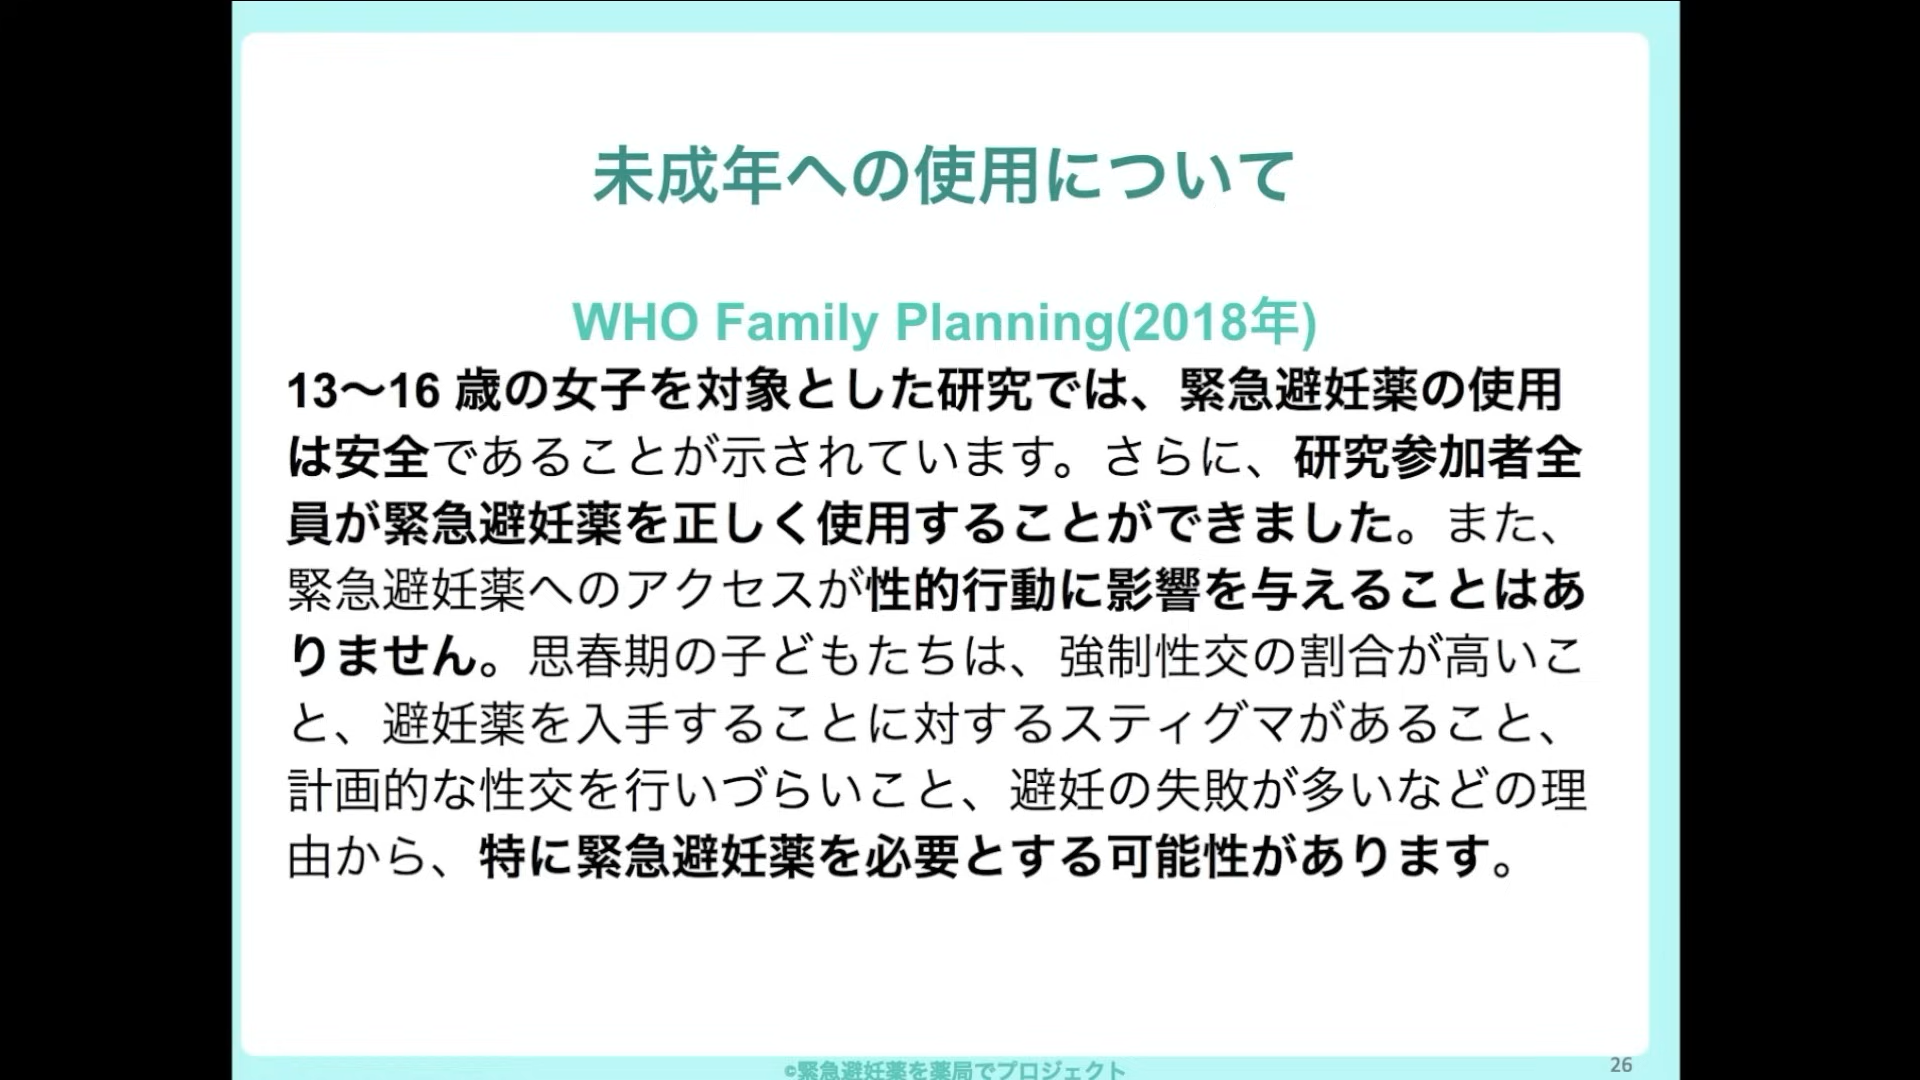 未成年への使用について
WHO Family Planning(2018年)
13〜16 歳の女子を対象とした研究では、緊急避妊薬の使用
は安全であることが示されています。さらに、研究参加者全
員が緊急避妊薬を正しく使用することができました。また、
緊急避妊薬へのアクセスが性的行動に影響を与えることはあ
りません。思春期の子どもたちは、強制性交の割合が高いこ
と、避妊薬を入手することに対するスティグマがあること、
計画的な性交を行いづらいこと、避妊の失敗が多いなどの理
由から、特に緊急避妊薬を必要とする可能性があります。
©緊急避妊薬を薬局でプロジェクト
26